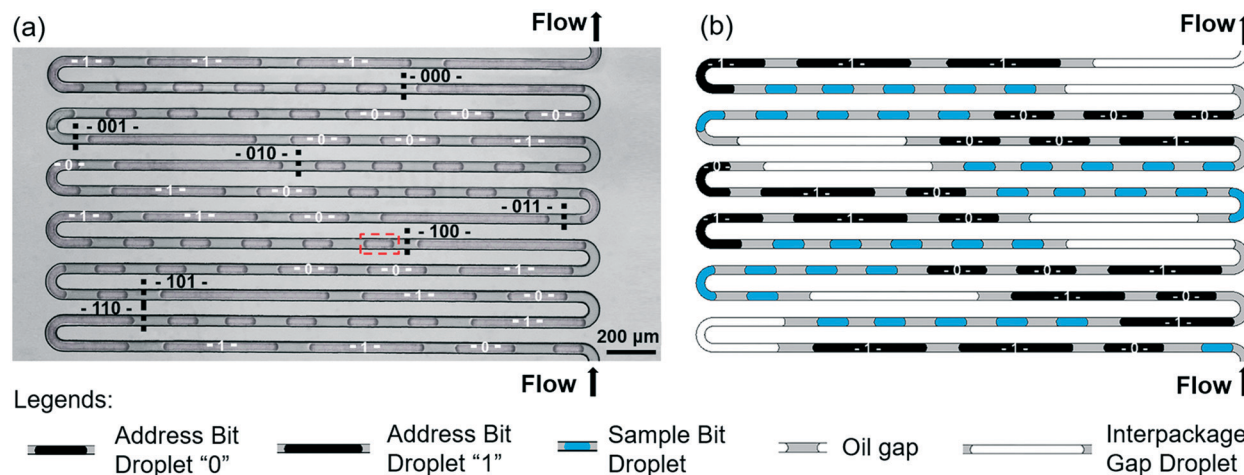 Flow
(a)
- 1 -
- 1 -
- 1 -
- 000 -
- 0 -
- 0 -
- 0 -
- 001 -
- 0 -
- 0 -
- 1 -
- 0 -
- 010 -
- 1 -
- 0 -
- 011 -
- 1 -
- 1 -
- 0 -
- 100 -
- 0 -
- 0 -
- 1 -
- 101 -
- 1 -
- 0 -
- 110 -
- 1 -
200 µm
- 1 -
- 1 -
- 0 -
Flow
Flow
(b)
- 1 -
- 1 -
- 1 -
- 0 -
- 0 -
- 0 -
- 0 -
- 0 -
- 1 -
- 0 -
- 1 -
- 0 -
- 1 -
- 1 -
- 0 -
- 0 -
- 0 -
- 1 -
- 1 -
- 0 -
- 1 -
- 1 -
- 1 -
- 0 -
Flow
Legends:
Address Bit
Droplet “0”
Address Bit
Droplet “1”
Sample Bit
Droplet
Oil gap
Interpackage
Gap Droplet